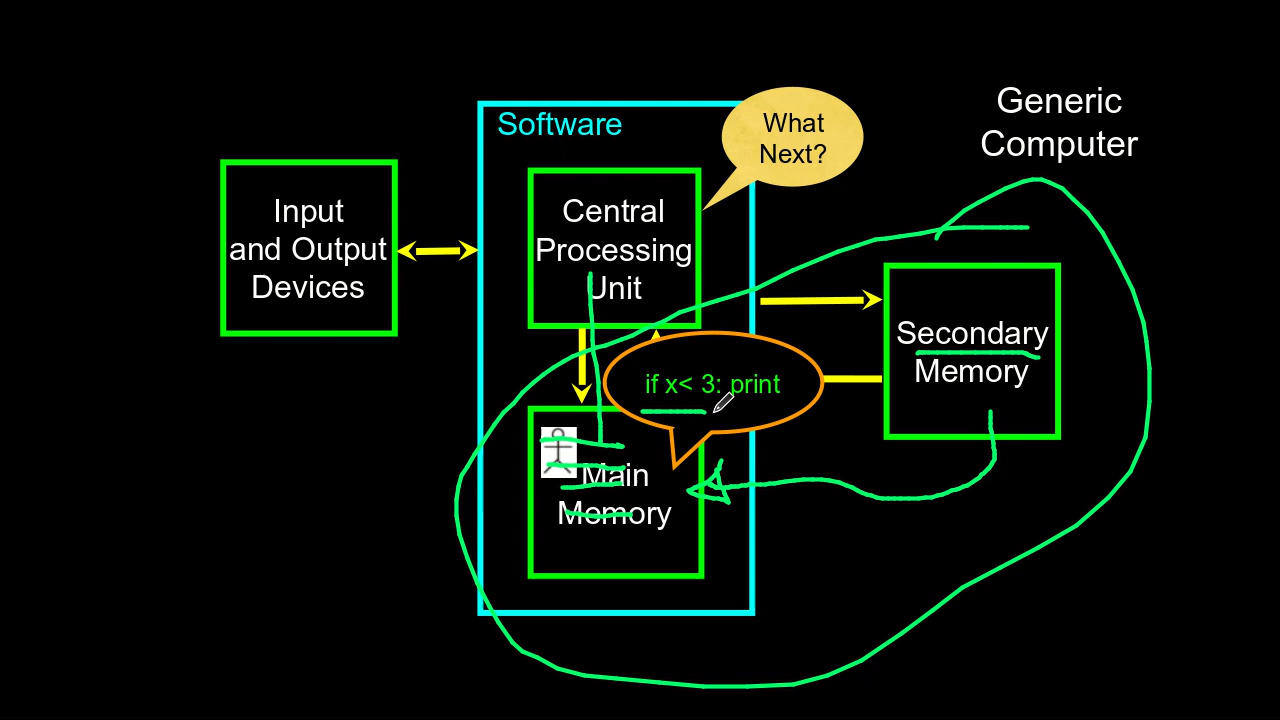 Generic
Computer
Software
What
Next?
Input
and Output
Devices
Central
Processing
Unit
Secondary
Memory
if x< 3: print
Main
Memory